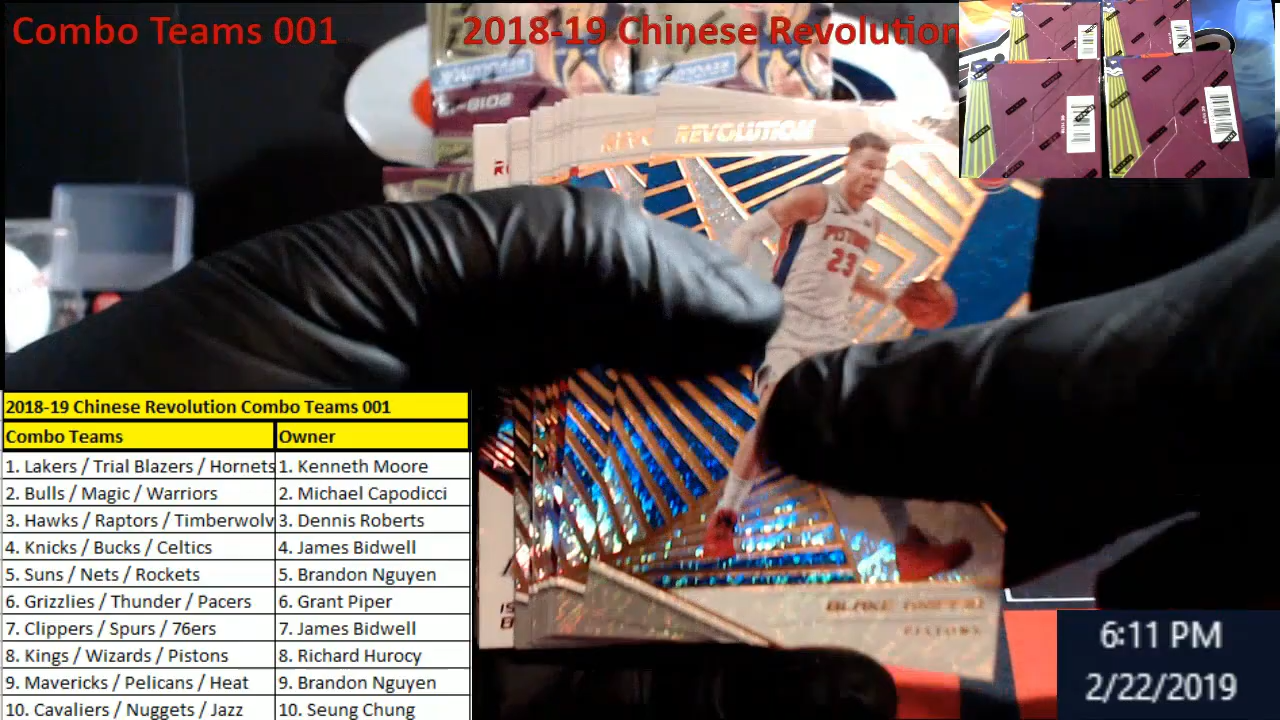 Combo Teams 001
2018-19 Chinese Revolution
REVOLUTION
PISTONS
23
BLAKE GRIFFIN
PISTONS
2018-19 Chinese Revolution Combo Teams 001
Combo Teams Owner
1. Lakers / Trial Blazers / Hornets 1. Kenneth Moore
2. Bulls / Magic / Warriors 2. Michael Capodicci
3. Hawks / Raptors / Timberwolv 3. Dennis Roberts
4. Knicks / Bucks / Celtics 4. James Bidwell
5. Suns / Nets / Rockets 5. Brandon Nguyen
6. Grizzlies / Thunder / Pacers 6. Grant Piper
7. Clippers / Spurs / 76ers 7. James Bidwell
8. Kings / Wizards / Pistons 8. Richard Hurocy
9. Mavericks / Pelicans / Heat 9. Brandon Nguyen
10. Cavaliers / Nuggets / Jazz 10. Seung Chung
6:11 PM
2/22/2019